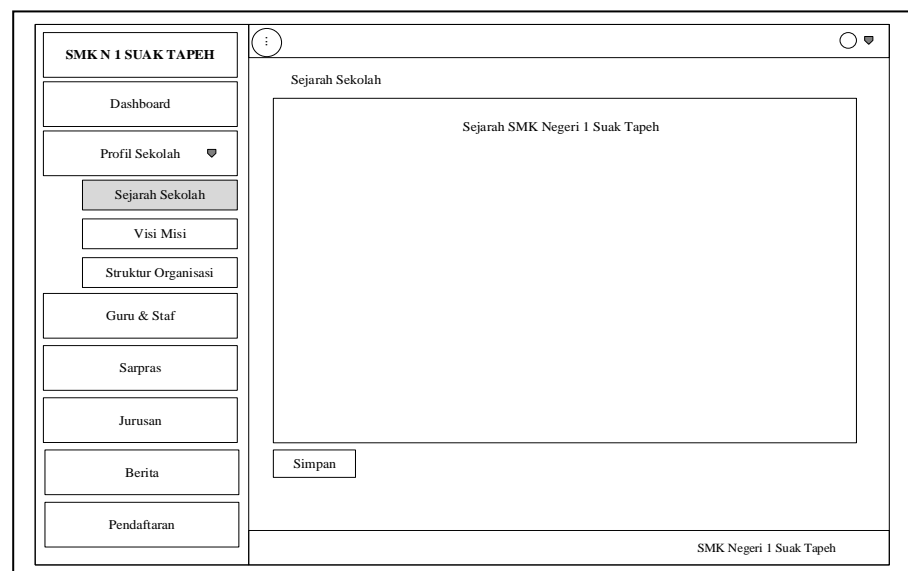 SMK N 1 SUAK TAPEH
Dashboard
Profil Sekolah
Sejarah Sekolah
Visi Misi
Struktur Organisasi
Guru & Staf
Sarpras
Jurusan
Berita
Pendaftaran
Sejarah Sekolah
Sejarah SMK Negeri 1 Suak Tapeh
Simpan
SMK Negeri 1 Suak Tapeh